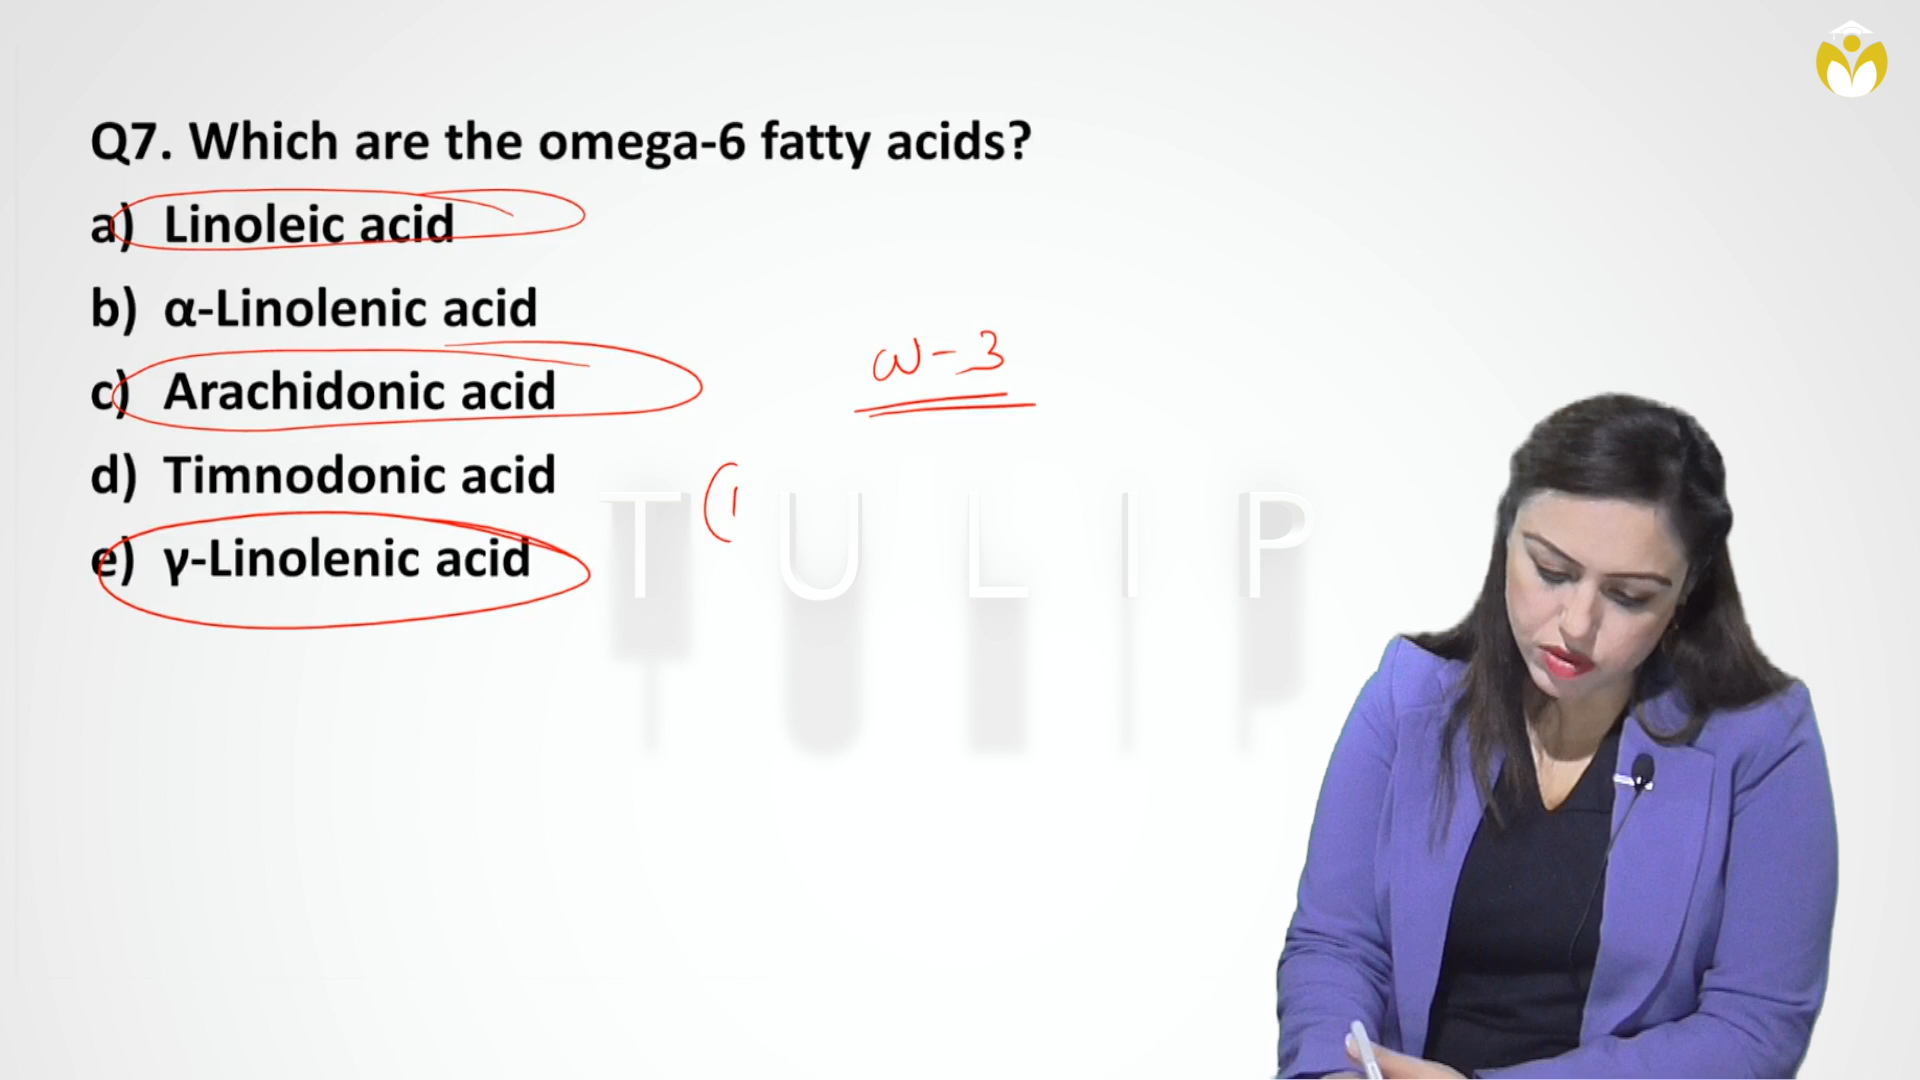 Q7. Which are the omega-6 fatty acids?
a) Linoleic acid
b) α-Linolenic acid
c) Arachidonic acid
ω-3
d) Timnodonic acid
e) γ-Linolenic acid
TULIP